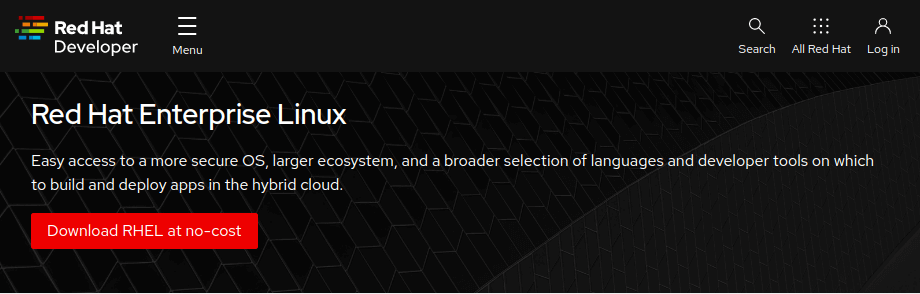 Red Hat
Developer
Menu
Search
All Red Hat
Log in
Red Hat Enterprise Linux
Easy access to a more secure OS, larger ecosystem, and a broader selection of languages and developer tools on which
to build and deploy apps in the hybrid cloud.
Download RHEL at no-cost